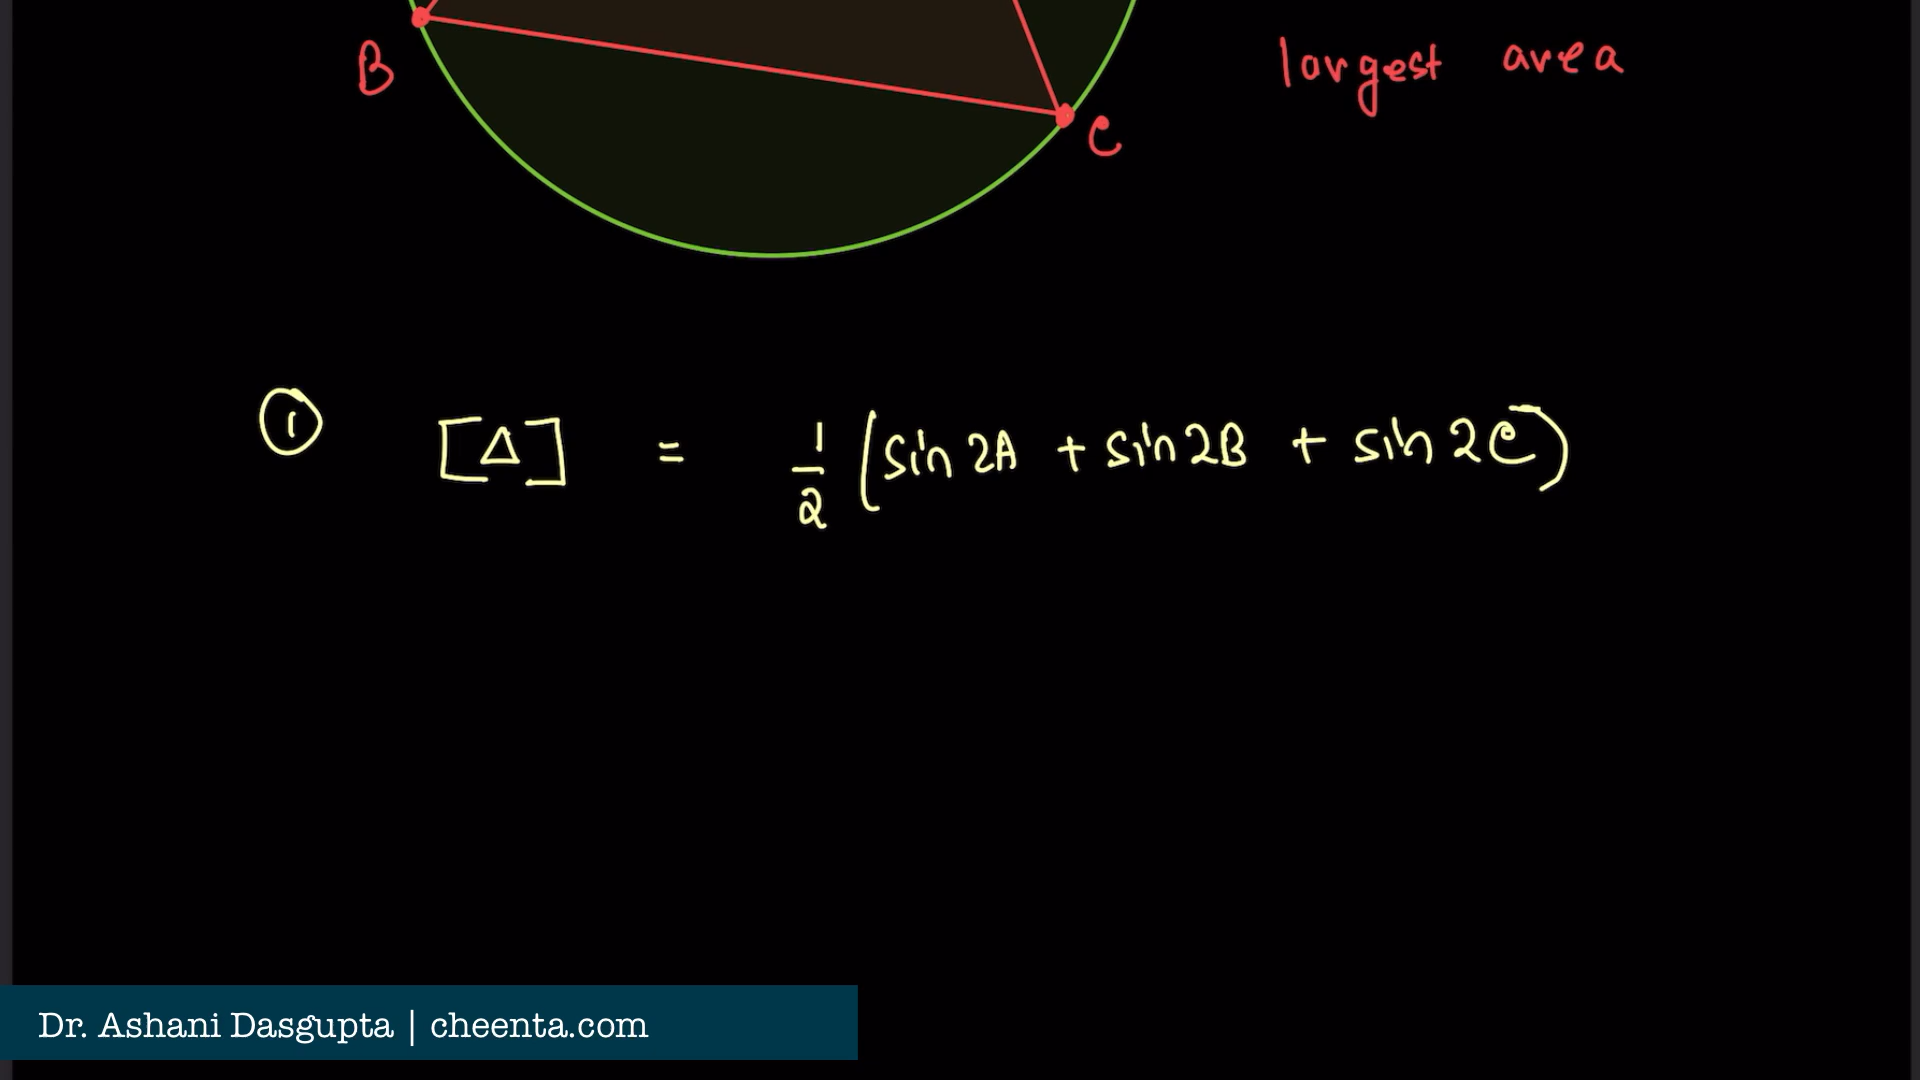 largest area
B
C
① [Δ] = 1/2 (sin 2A + sin 2B + sin 2C)
Dr. Ashani Dasgupta | cheenta.com